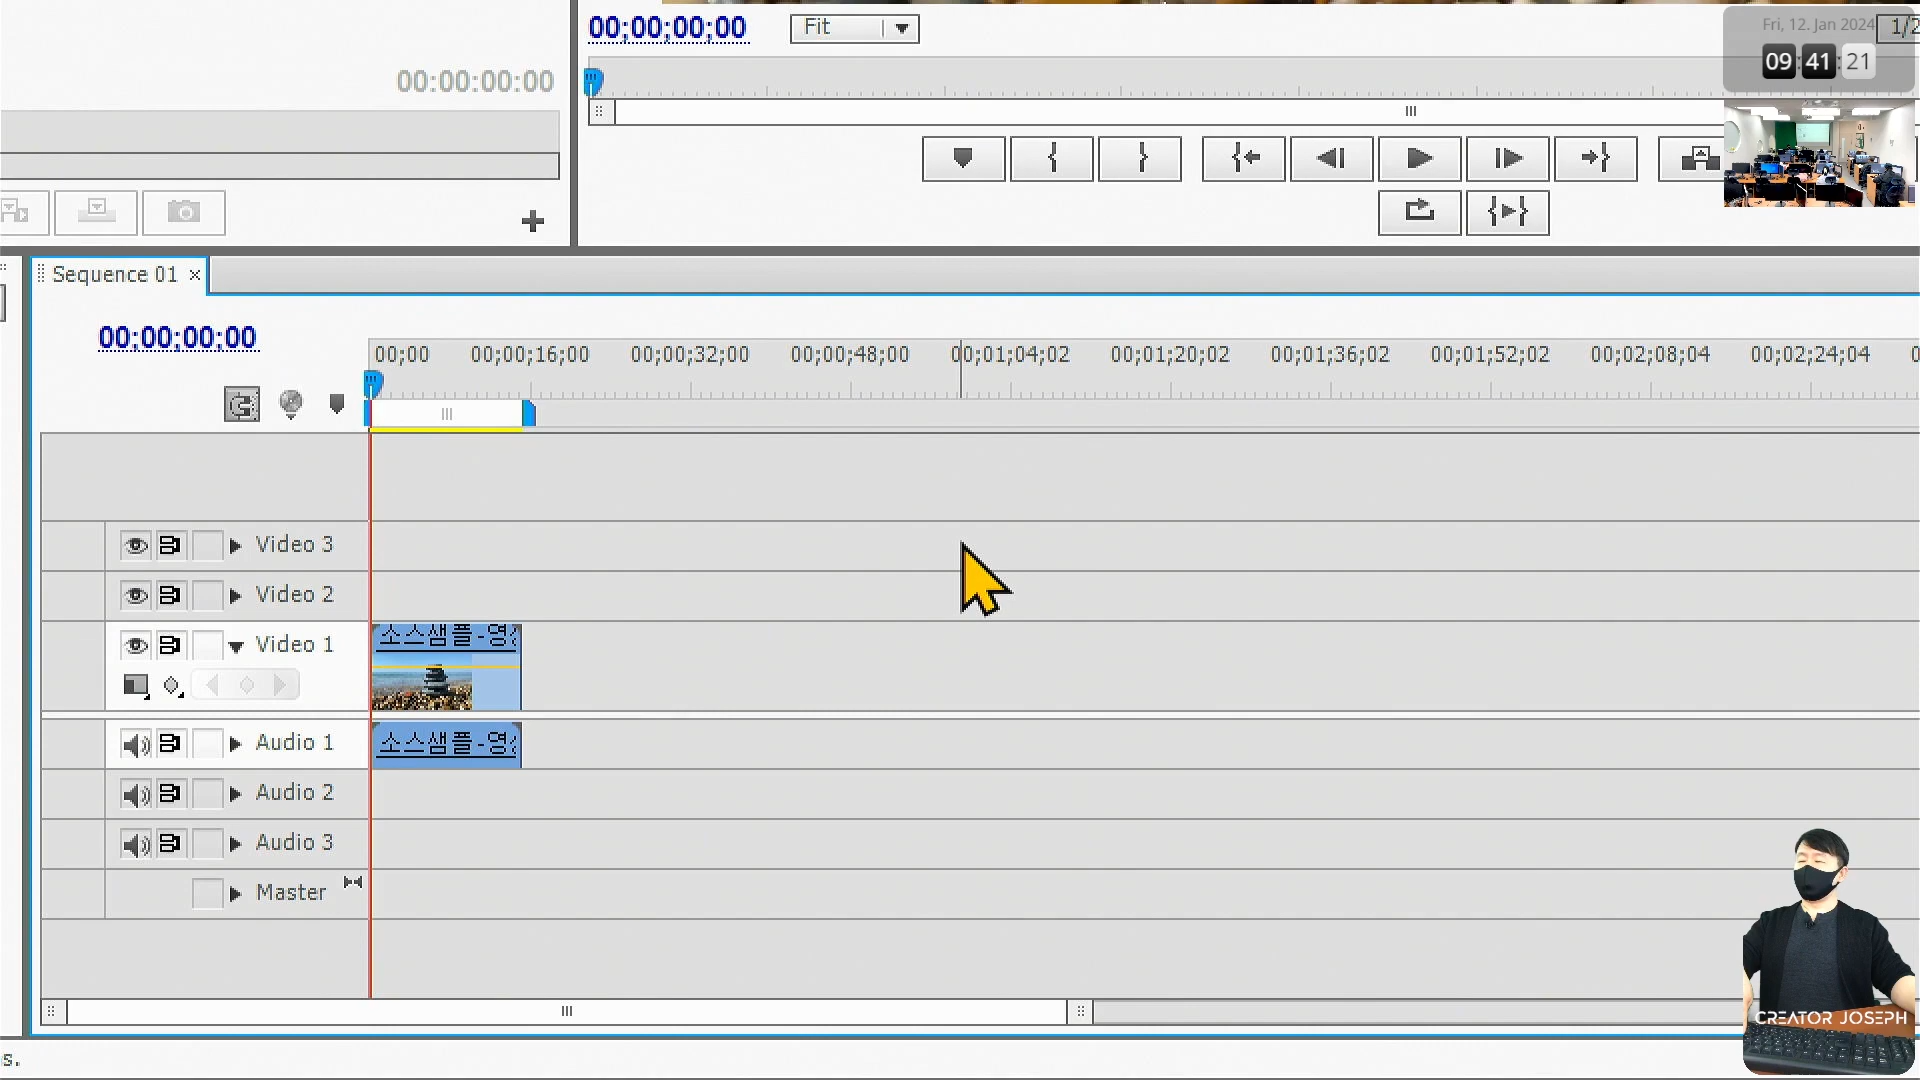 00;00;00;00
Fit
Fri, 12. Jan 2024
1/2
09:41:21
00:00:00:00
Sequence 01
00;00;00;00
00;00
00;00;16;00
00;00;32;00
00;00;48;00
00;01;04;02
00;01;20;02
00;01;36;02
00;01;52;02
00;02;08;04
00;02;24;04
0
Video 3
Video 2
Video 1
소스샘플-영
Audio 1
소스샘플-영
Audio 2
Audio 3
Master
CREATOR JOSEPH
s.